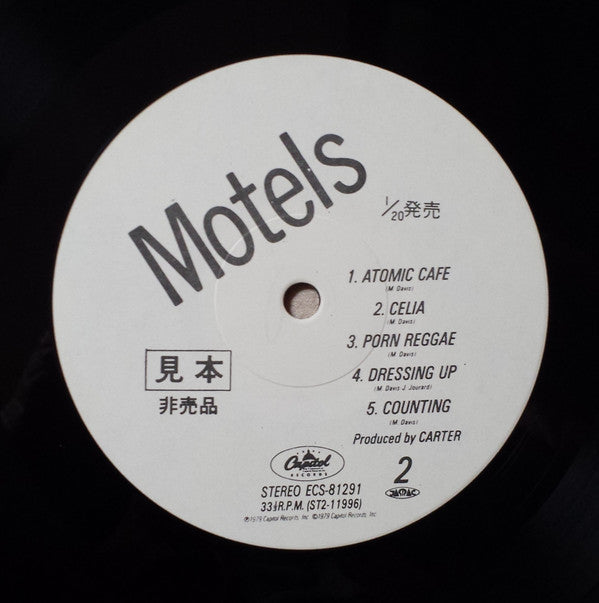 Motels
1/20発売
1. ATOMIC CAFE
(M. Davis)
2. CELIA
(M. Davis)
3. PORN REGGAE
(M. Davis)
4. DRESSING UP
(M. Davis J. Jourard)
5. COUNTING
(M. Davis)
Produced by CARTER
見本
非売品
Capitol
RECORDS
STEREO ECS-81291
33⅓R.P.M. (ST2-11996)
℗1979 Capitol Records, Inc. ©1979 Capitol Records, Inc.
2
JASRAC